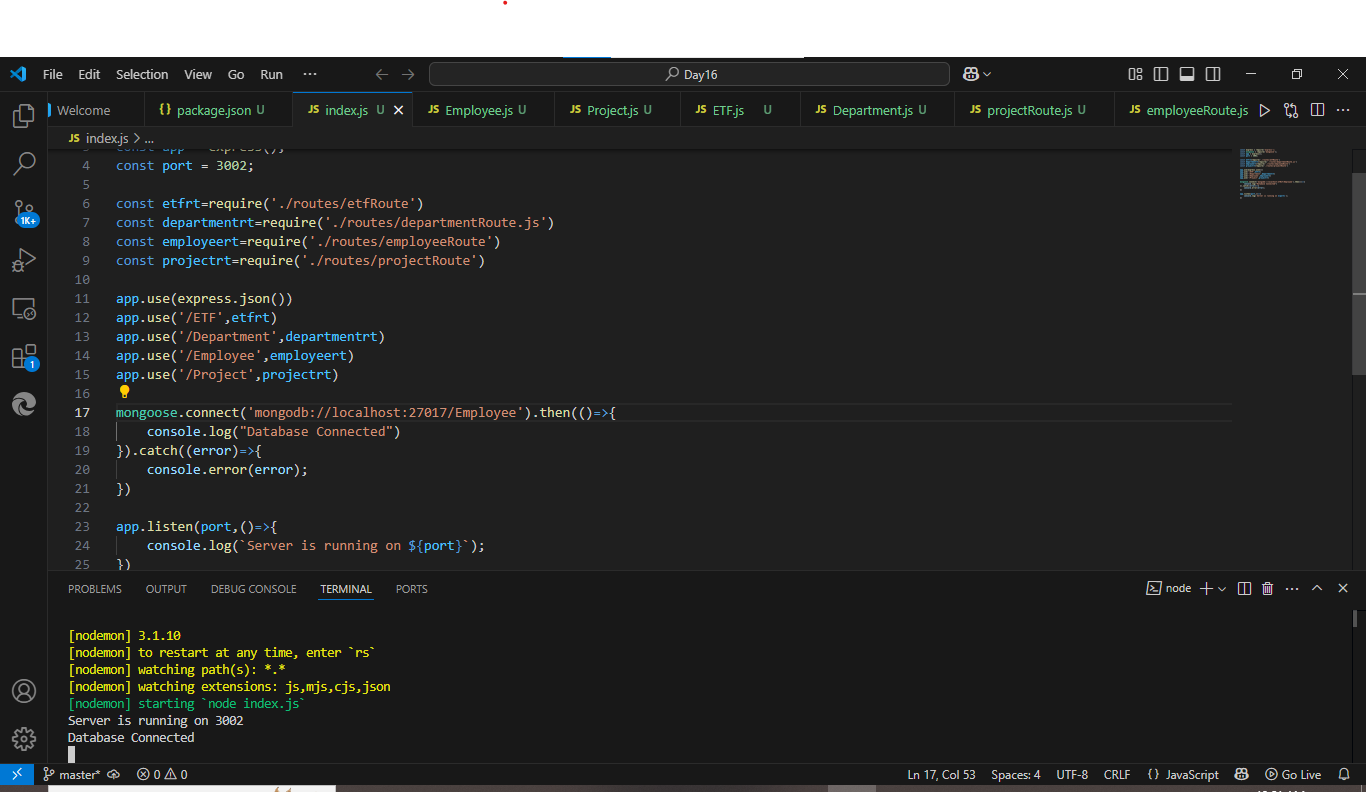 File Edit Selection View Go Run ··· Day16
Welcome {} package.json U JS index.js U JS Employee.js U JS Project.js U JS ETF.js U JS Department.js U JS projectRoute.js U JS employeeRoute.js
JS index.js > ...
4 const port = 3002;
5
6 const etfrt=require('./routes/etfRoute')
7 const departmentrt=require('./routes/departmentRoute.js')
8 const employeert=require('./routes/employeeRoute')
9 const projectrt=require('./routes/projectRoute')
10
11 app.use(express.json())
12 app.use('/ETF',etfrt)
13 app.use('/Department',departmentrt)
14 app.use('/Employee',employeert)
15 app.use('/Project',projectrt)
16
17 mongoose.connect('mongodb://localhost:27017/Employee').then(()=>{
18 console.log("Database Connected")
19 }).catch((error)=>{
20 console.error(error);
21 })
22
23 app.listen(port,()=>{
24 console.log(`Server is running on ${port}`);
25 })
1K+
1
PROBLEMS OUTPUT DEBUG CONSOLE TERMINAL PORTS node
[nodemon] 3.1.10
[nodemon] to restart at any time, enter `rs`
[nodemon] watching path(s): *.*
[nodemon] watching extensions: js,mjs,cjs,json
[nodemon] starting `node index.js`
Server is running on 3002
Database Connected
master* 0 0 Ln 17, Col 53 Spaces: 4 UTF-8 CRLF {} JavaScript Go Live